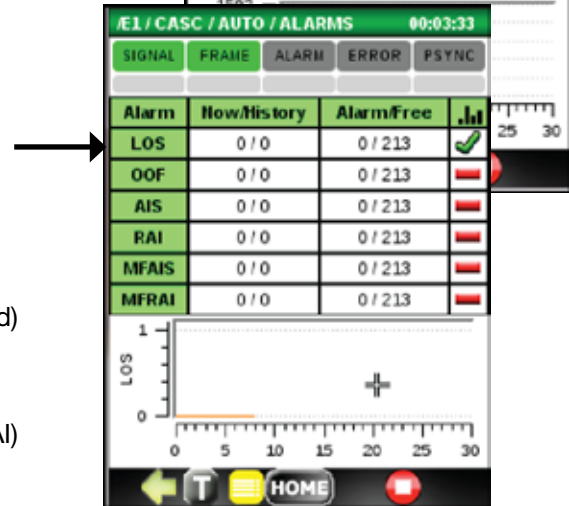 /E1 / CASC / AUTO / ALARMS 00:03:33
SIGNAL FRAME ALARM ERROR PSYNC
Alarm Now/History Alarm/Free
LOS 0 / 0 0 / 213
OOF 0 / 0 0 / 213
AIS 0 / 0 0 / 213
RAI 0 / 0 0 / 213
MFAIS 0 / 0 0 / 213
MFRAI 0 / 0 0 / 213
25 30
d)
AI)
1
LOS
0
0 5 10 15 20 25 30
T HOME